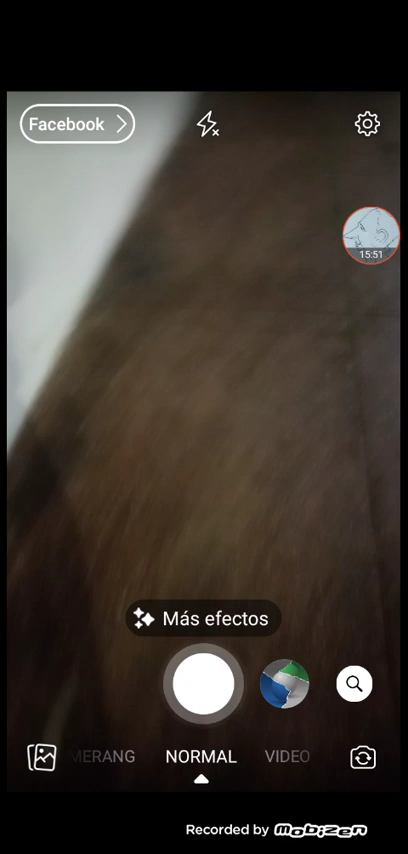 Facebook
15:51
Más efectos
MERANG NORMAL VIDEO
Recorded by Mobizen